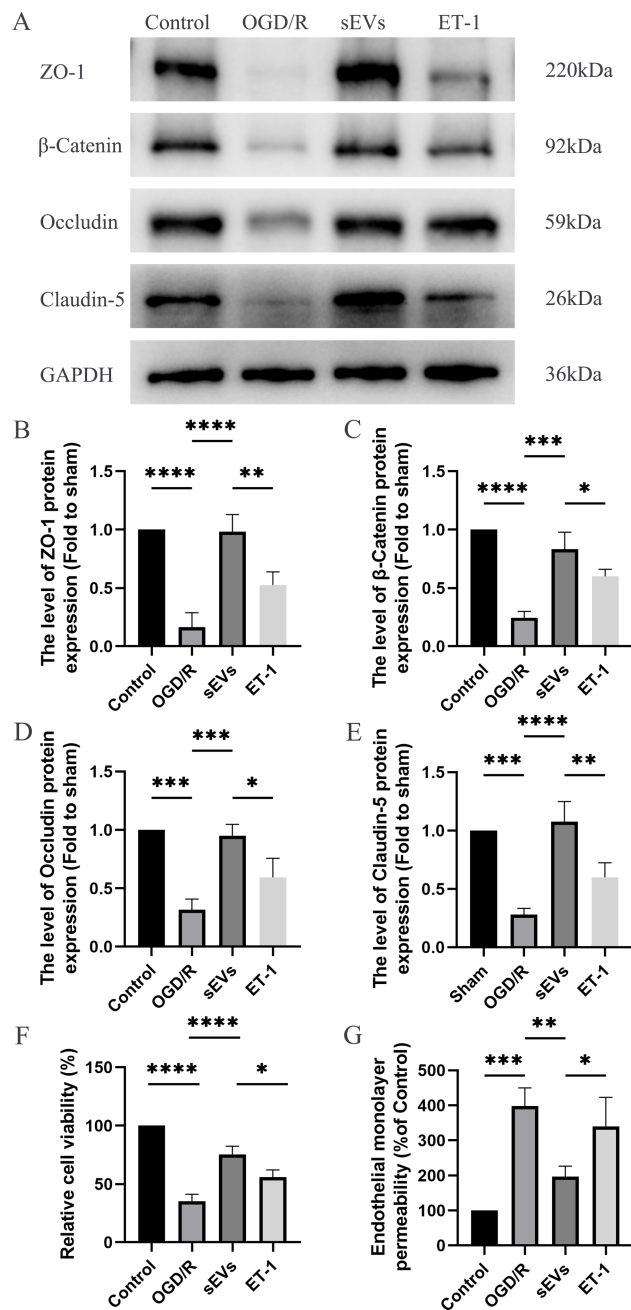 A
Control OGD/R sEVs ET-1
ZO-1 220kDa
β-Catenin 92kDa
Occludin 59kDa
Claudin-5 26kDa
GAPDH 36kDa
B
The level of ZO-1 protein
expression (Fold to sham)
1.5
1.0
0.5
0.0
**** **** **
Control OGD/R sEVs ET-1
C
The level of β-Catenin protein
expression (Fold to sham)
1.5
1.0
0.5
0.0
**** *** *
Control OGD/R sEVs ET-1
D
The level of Occludin protein
expression (Fold to sham)
1.5
1.0
0.5
0.0
*** *** *
Control OGD/R sEVs ET-1
E
The level of Claudin-5 protein
expression (Fold to sham)
1.5
1.0
0.5
0.0
*** **** **
Sham OGD/R sEVs ET-1
F
Relative cell viability (%)
150
100
50
0
**** **** *
Control OGD/R sEVs ET-1
G
Endothelial monolayer
permeability (%of Control)
500
400
300
200
100
0
*** ** *
Control OGD/R sEVs ET-1